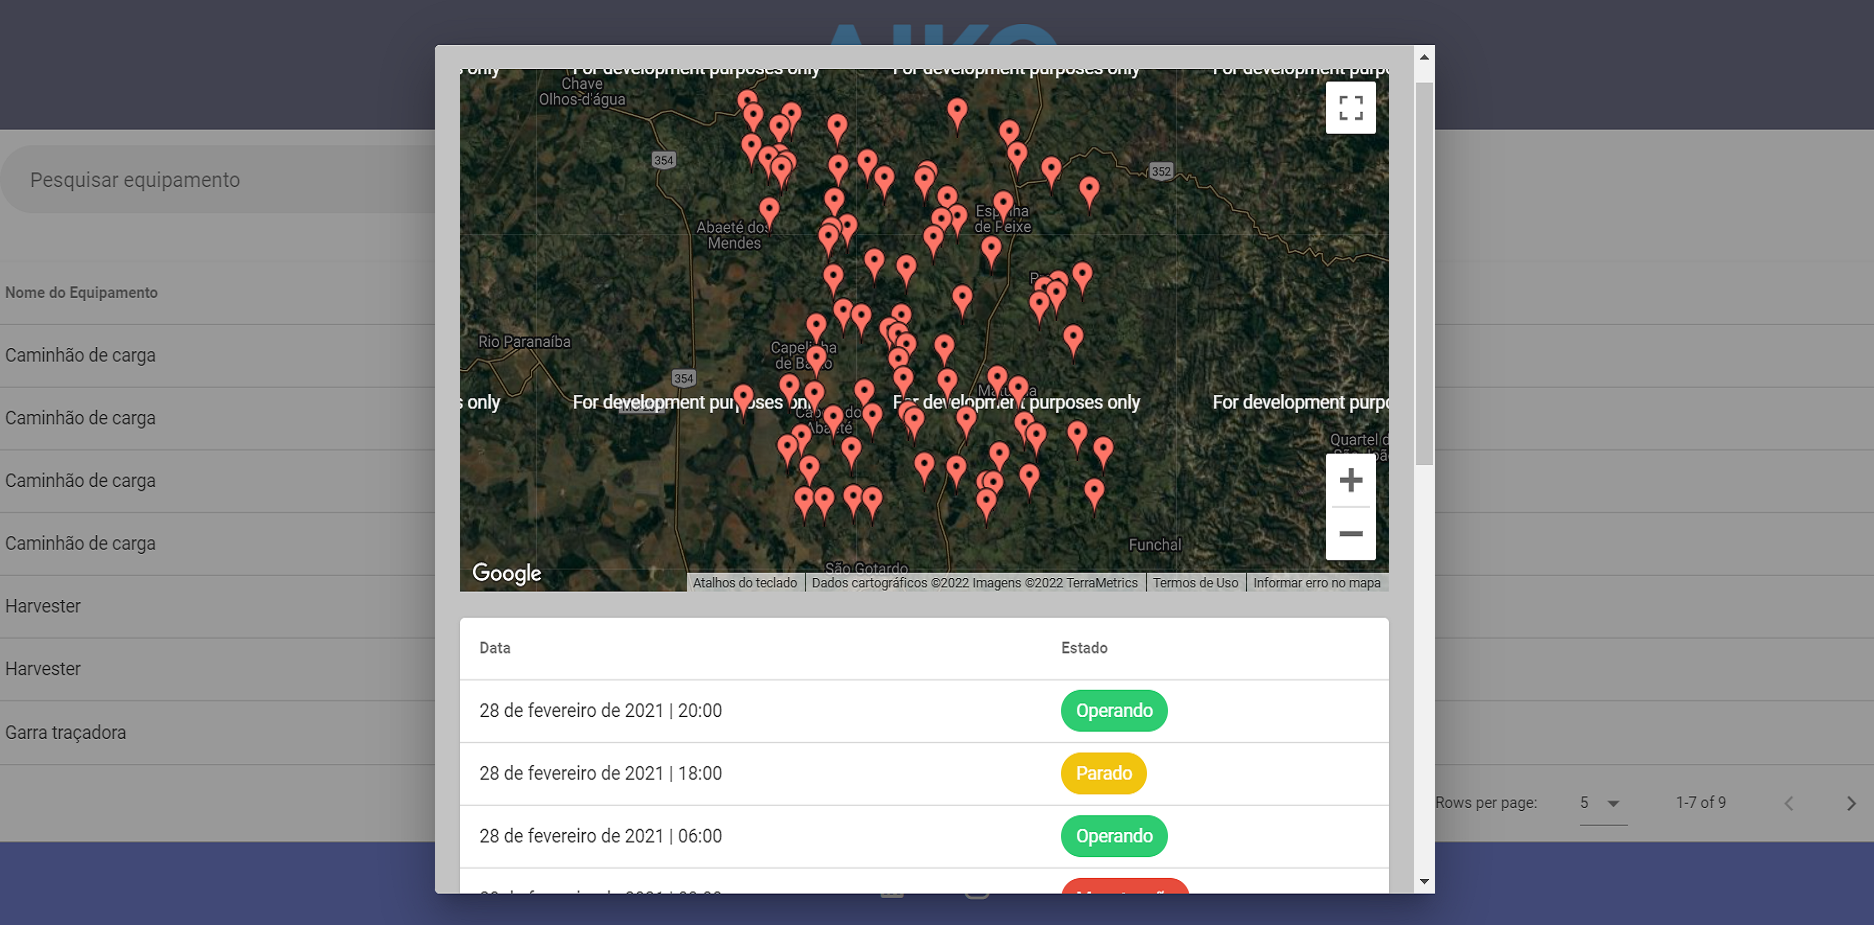 AIKO
Pesquisar equipamento
Nome do Equipamento
Caminhão de carga
Caminhão de carga
Caminhão de carga
Caminhão de carga
Harvester
Harvester
Garra traçadora
Rows per page: 5 1-7 of 9
s only For development purposes only For development purposes only For development purp
Chave
Olhos-d'água
354
352
Abaeté dos
Mendes
de Peixe
Rio Paranaíba
Capelinha
de Baixo
354
s only For development purposes only For development purposes only For development purpo
Abaeté
Quartel d
São Gotardo
Funchal
Google
Atalhos do teclado Dados cartográficos ©2022 Imagens ©2022 TerraMetrics Termos de Uso Informar erro no mapa
Data Estado
28 de fevereiro de 2021 | 20:00 Operando
28 de fevereiro de 2021 | 18:00 Parado
28 de fevereiro de 2021 | 06:00 Operando